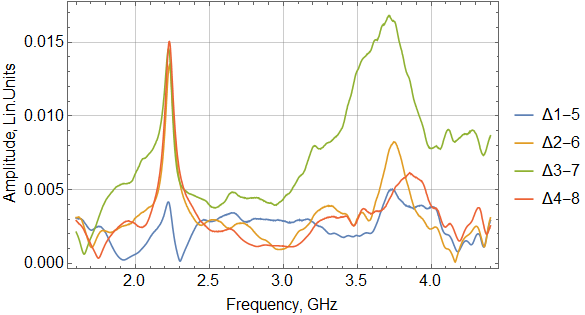 Amplitude, Lin.Units
0.015
0.010
0.005
0.000
2.0 2.5 3.0 3.5 4.0
Frequency, GHz
Δ1–5
Δ2–6
Δ3–7
Δ4–8